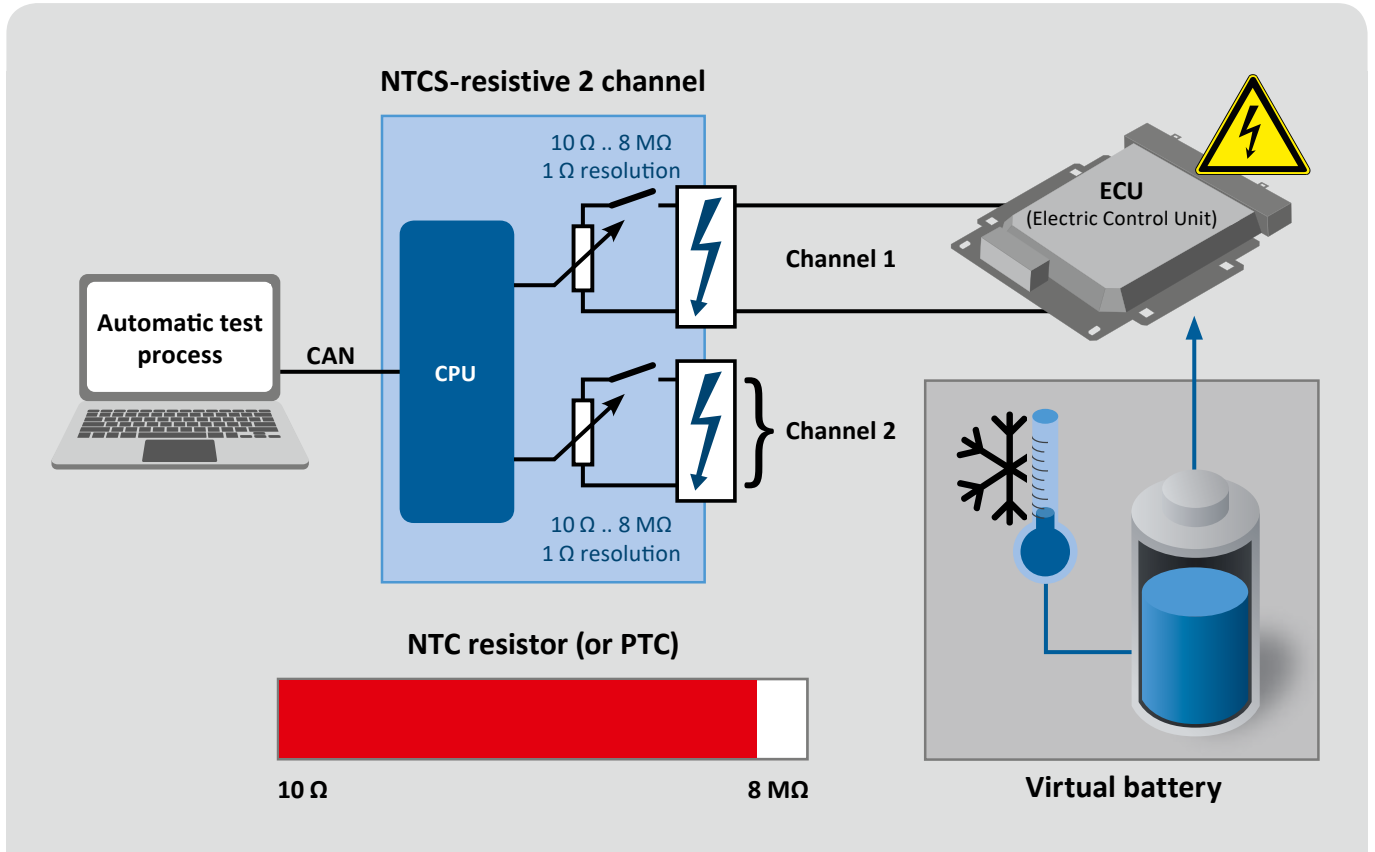 NTCS-resistive 2 channel
10 Ω .. 8 MΩ
1 Ω resolution
ECU
(Electric Control Unit)
Channel 1
Automatic test
process
CAN
CPU
Channel 2
10 Ω .. 8 MΩ
1 Ω resolution
NTC resistor (or PTC)
10 Ω
8 MΩ
Virtual battery